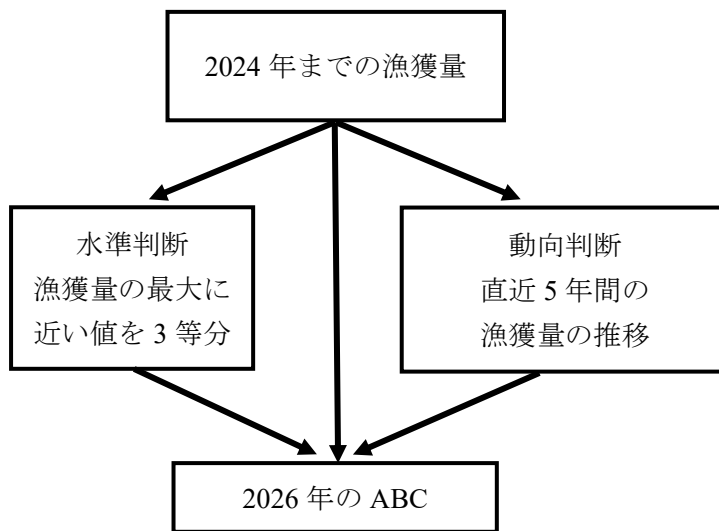 2024 年までの漁獲量
水準判断
漁獲量の最大に
近い値を 3 等分
動向判断
直近 5 年間の
漁獲量の推移
2026 年の ABC